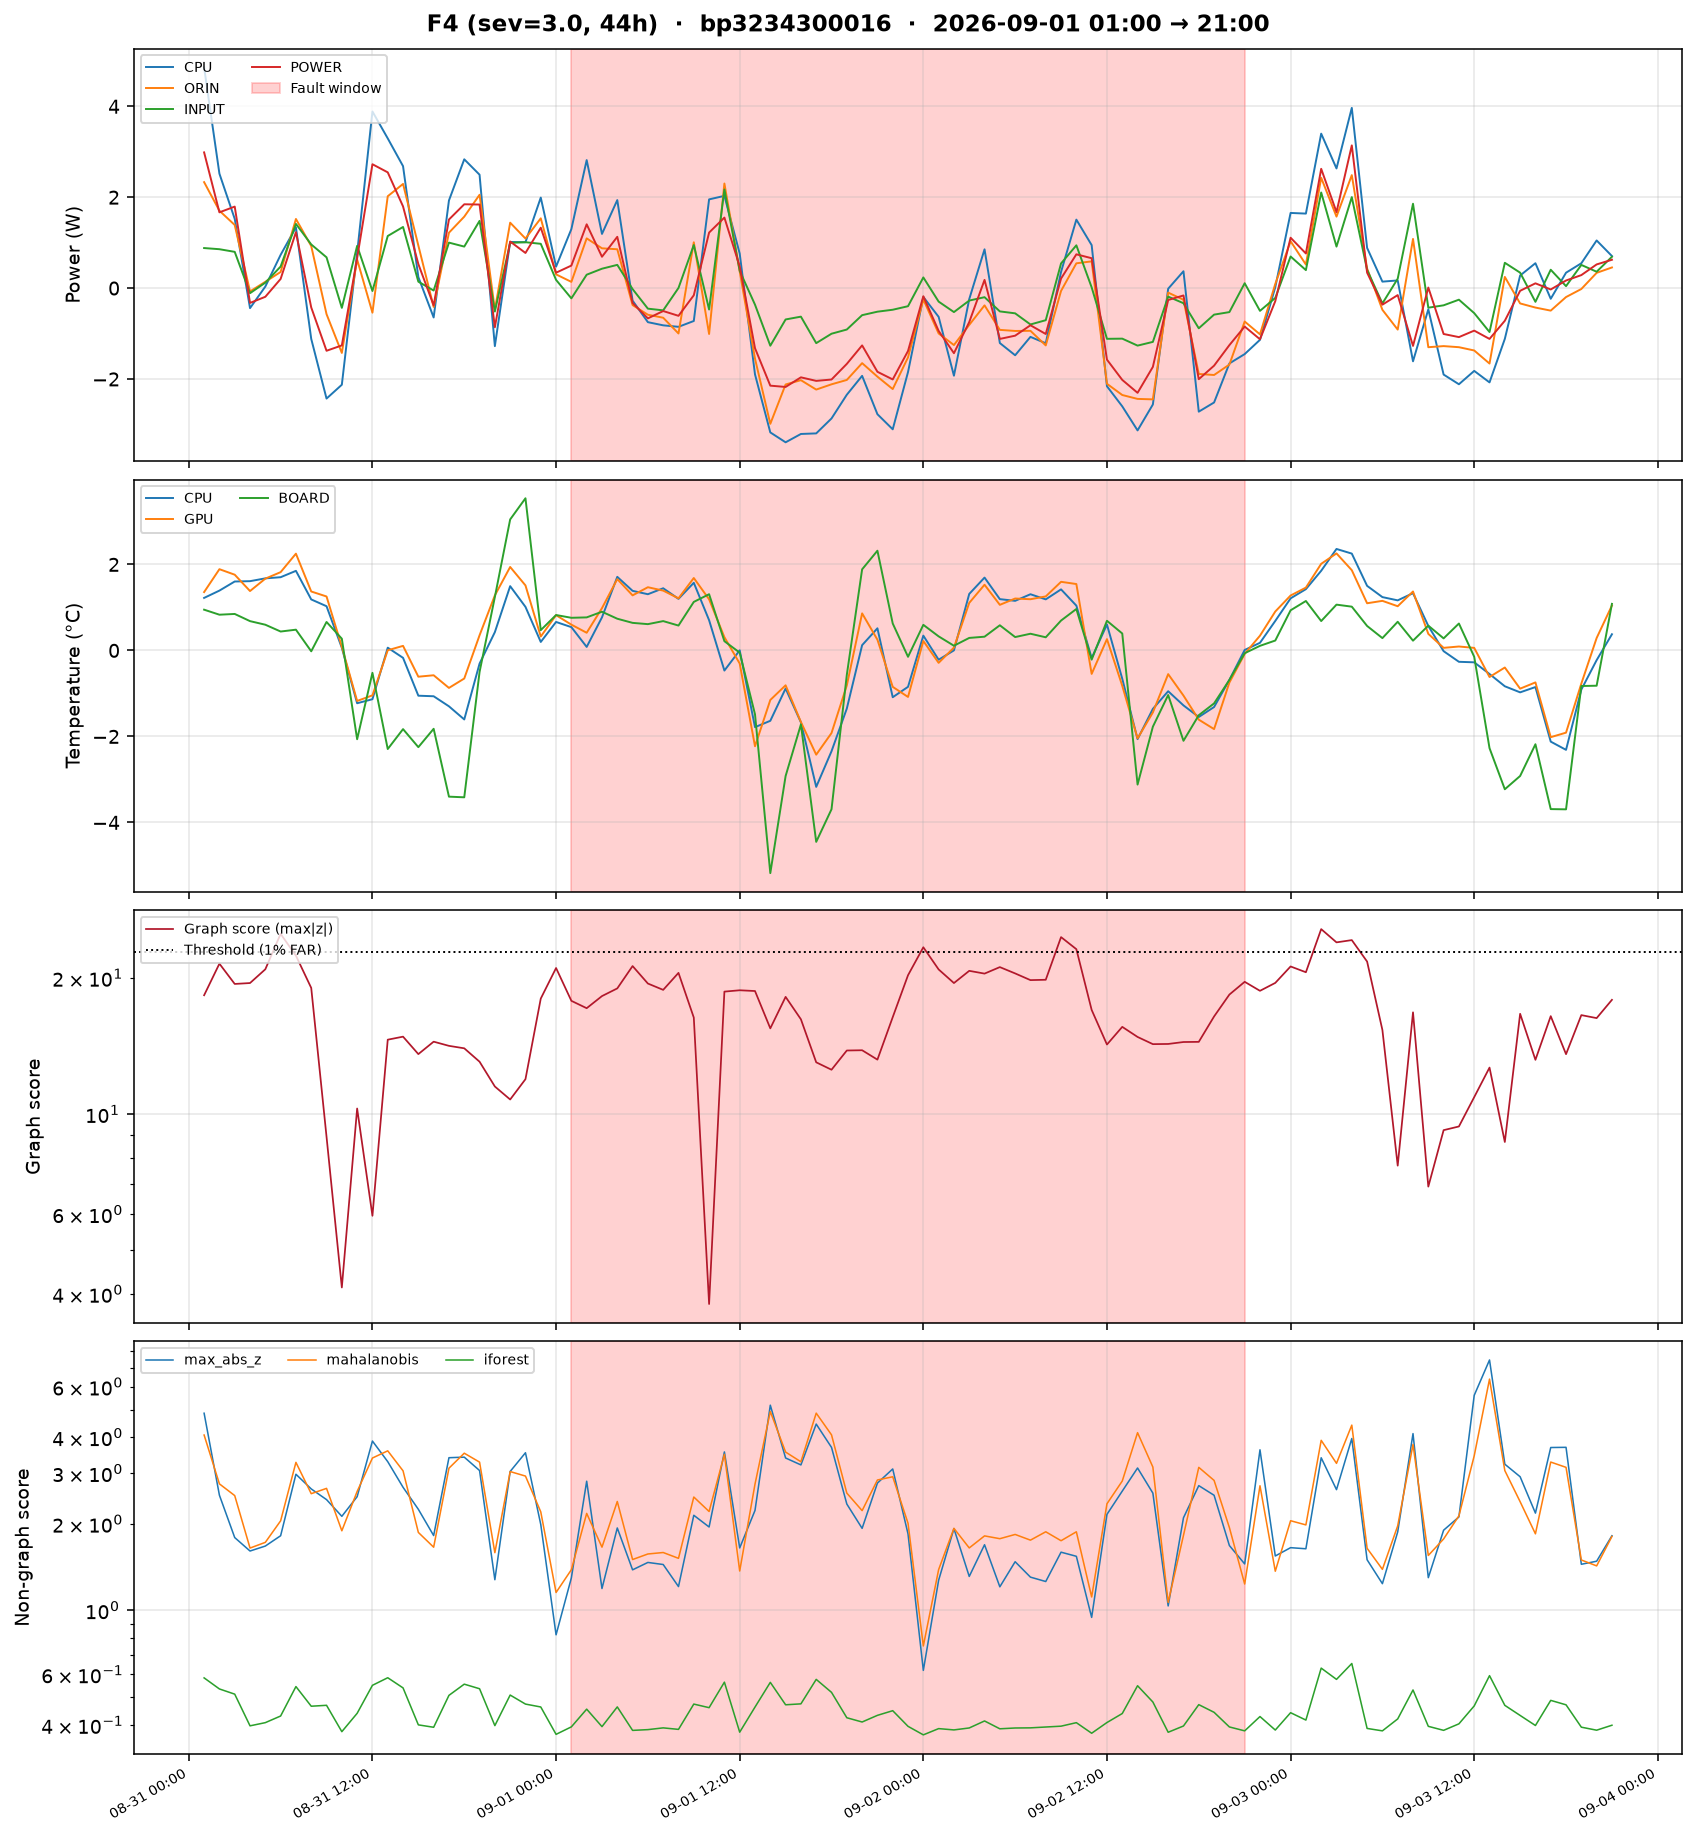 F4 (sev=3.0, 44h)  ·  bp3234300016  ·  2026-09-01 01:00 → 21:00
CPU
ORIN
INPUT
POWER
Fault window
Power (W)
4
2
0
−2
CPU
GPU
BOARD
Temperature (°C)
2
0
−2
−4
Graph score (max|z|)
Threshold (1% FAR)
Graph score
2 × 10¹
10¹
6 × 10⁰
4 × 10⁰
max_abs_z
mahalanobis
iforest
Non-graph score
6 × 10⁰
4 × 10⁰
3 × 10⁰
2 × 10⁰
10⁰
6 × 10⁻¹
4 × 10⁻¹
08-31 00:00
08-31 12:00
09-01 00:00
09-01 12:00
09-02 00:00
09-02 12:00
09-03 00:00
09-03 12:00
09-04 00:00